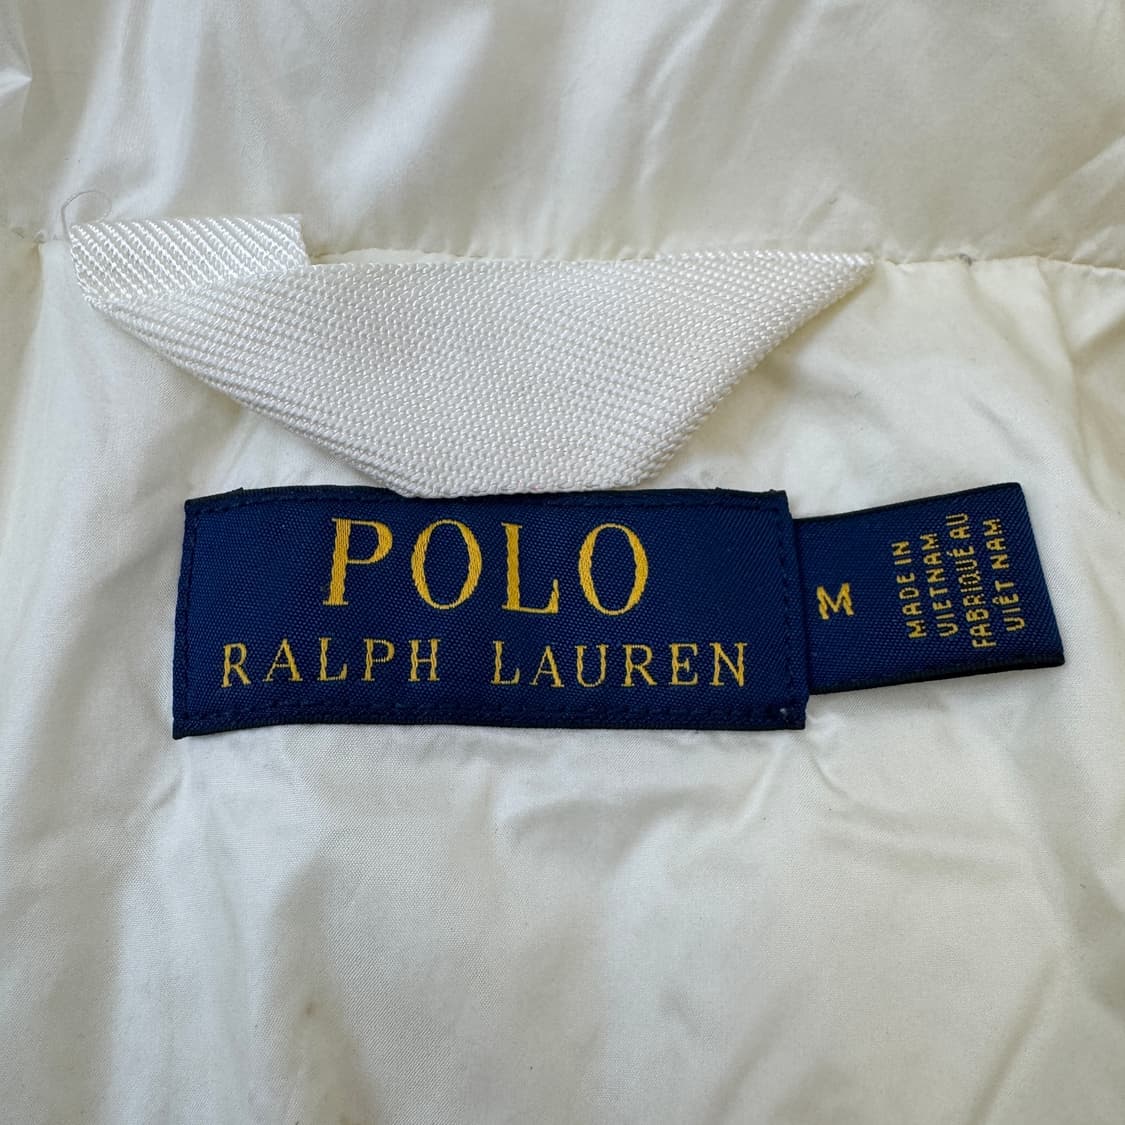 POLO
RALPH LAUREN
M
MADE IN
VIETNAM
FABRIQUÉ AU
VIÊT NAM